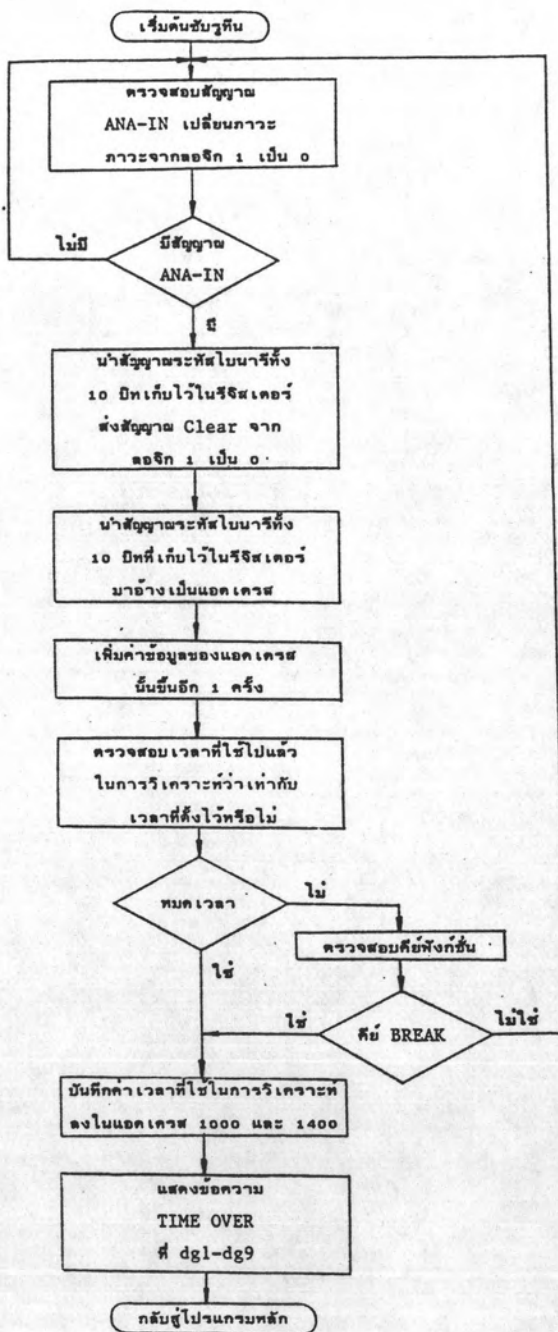 เริ่มต้นซับรูทีน
ตรวจสอบสัญญาณ
ANA-IN เปลี่ยนภาวะ
ภาวะจากลอจิก 1 เป็น 0
มีสัญญาณ
ANA-IN
ไม่มี
มี
นำสัญญาณระหัสไบนารีทั้ง
10 บิทเก็บไว้ในรีจิสเตอร์
ส่งสัญญาณ Clear จาก
ลอจิก 1 เป็น 0
นำสัญญาณระหัสไบนารีทั้ง
10 บิทที่เก็บไว้ในรีจิสเตอร์
มาอ้างเป็นแอดเดรส
เพิ่มค่าข้อมูลของแอดเดรส
นั้นขึ้นอีก 1 ครั้ง
ตรวจสอบเวลาที่ใช้ไปแล้ว
ในการวิเคราะห์ว่าเท่ากับ
เวลาที่ตั้งไว้หรือไม่
หมดเวลา
ไม่
ใช่
ตรวจสอบคีย์ฟังก์ชั่น
คีย์ BREAK
ใช่
ไม่ใช่
บันทึกค่าเวลาที่ใช้ในการวิเคราะห์
ลงในแอดเดรส 1000 และ 1400
แสดงข้อความ
TIME OVER
ที่ dg1-dg9
กลับสู่โปรแกรมหลัก